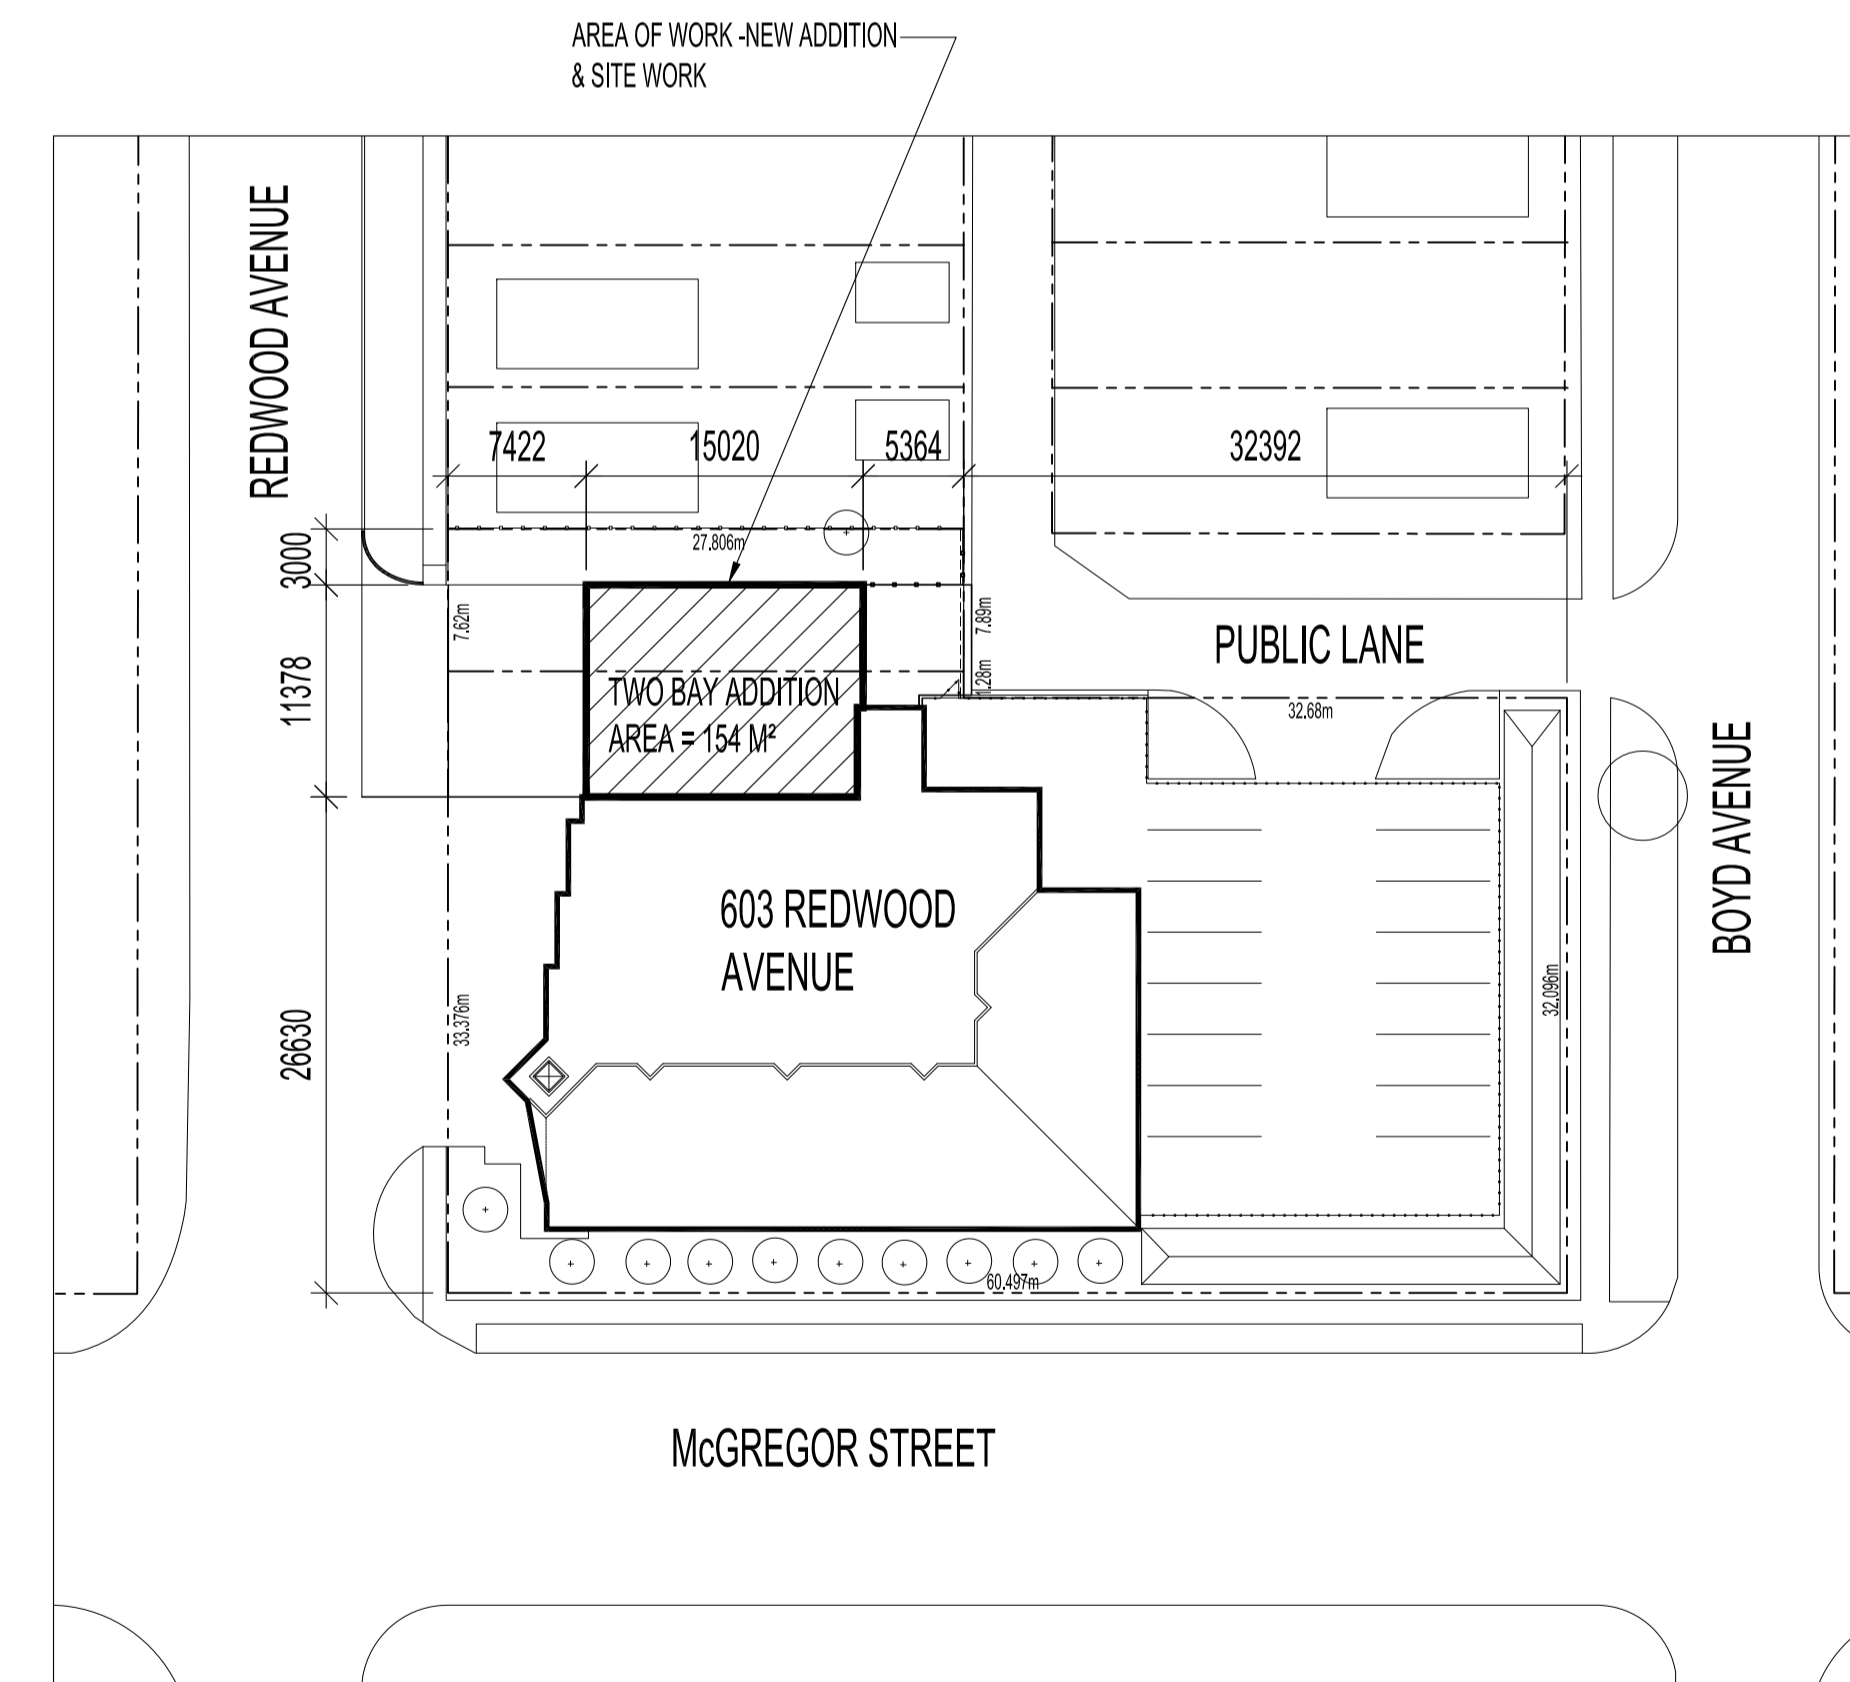 AREA OF WORK -NEW ADDITION
& SITE WORK
REDWOOD AVENUE
7422
15020
5364
32392
3000
27.806m
7.62m
7.89m
PUBLIC LANE
11378
1.28m
TWO BAY ADDITION
AREA = 154 M²
32.68m
BOYD AVENUE
603 REDWOOD
AVENUE
33.376m
32.096m
26630
60.497m
McGREGOR STREET